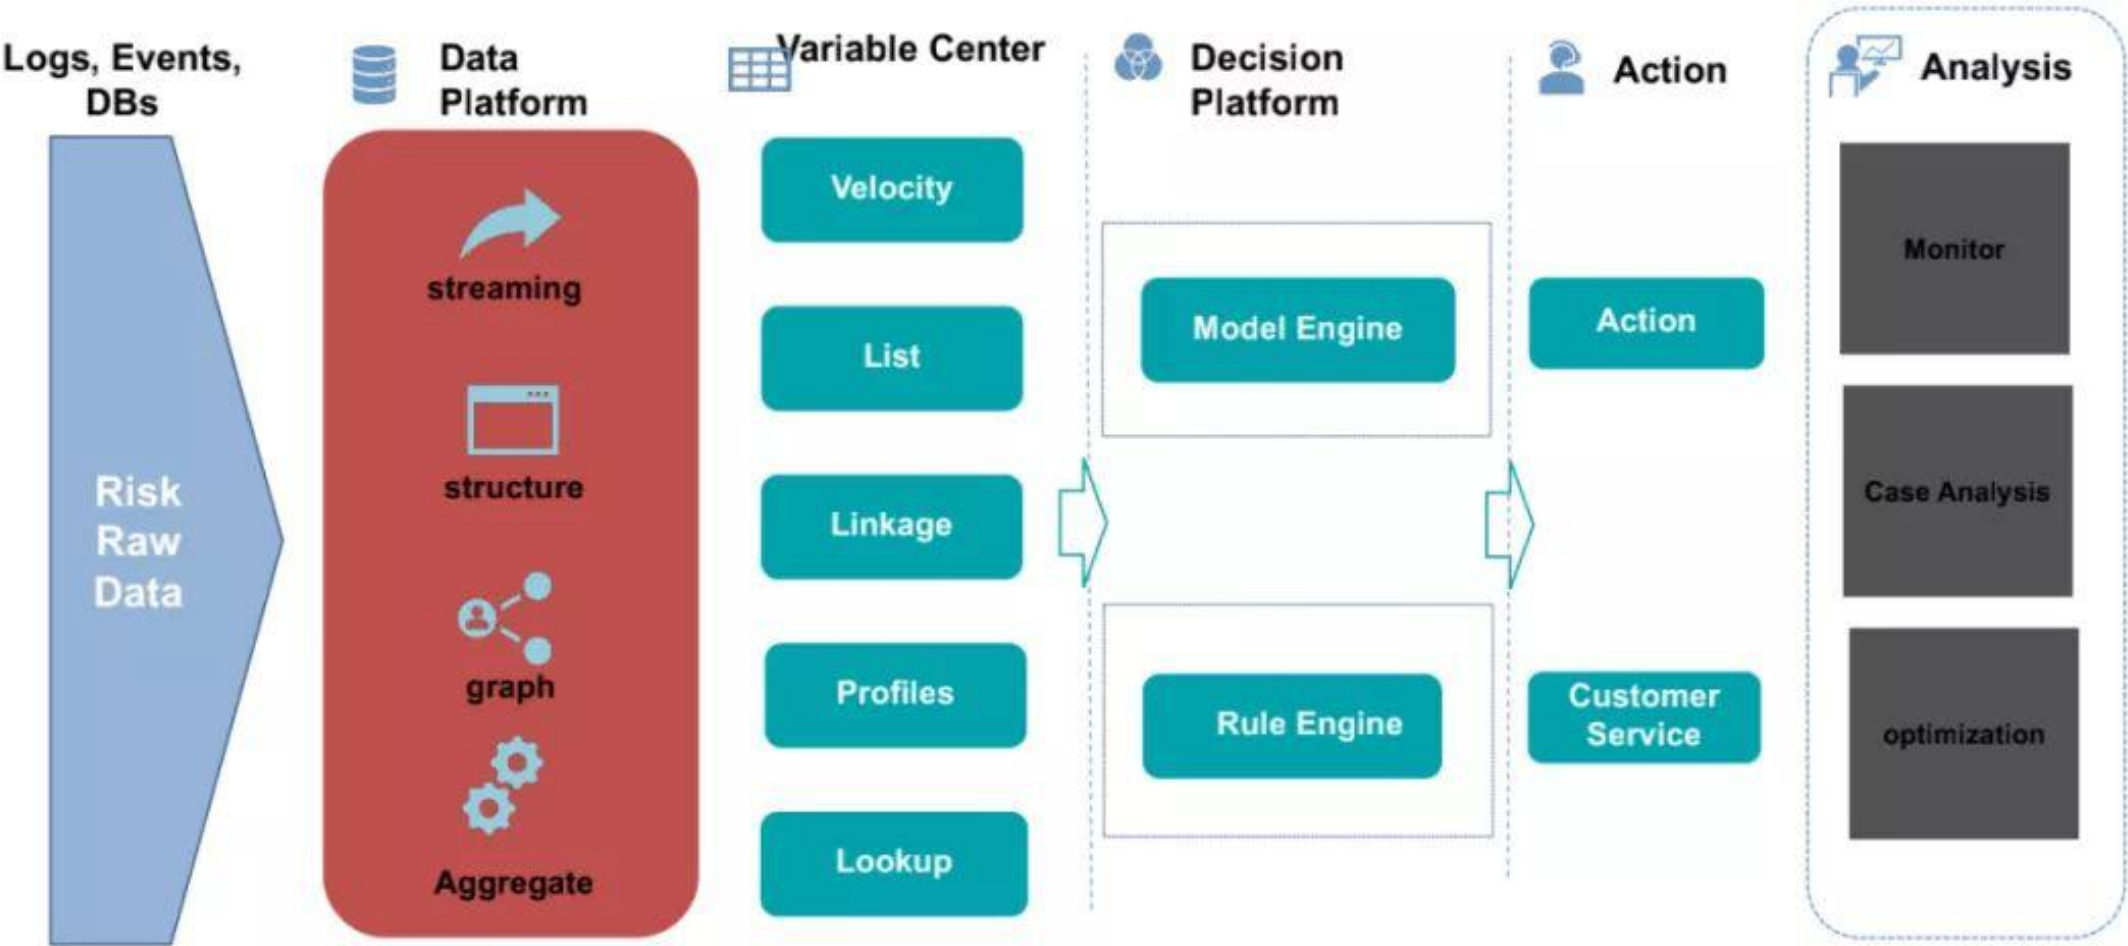 Logs, Events,
DBs
Risk
Raw
Data
Data
Platform
streaming
structure
graph
Aggregate
Variable Center
Velocity
List
Linkage
Profiles
Lookup
Decision
Platform
Model Engine
Rule Engine
Action
Action
Customer
Service
Analysis
Monitor
Case Analysis
optimization